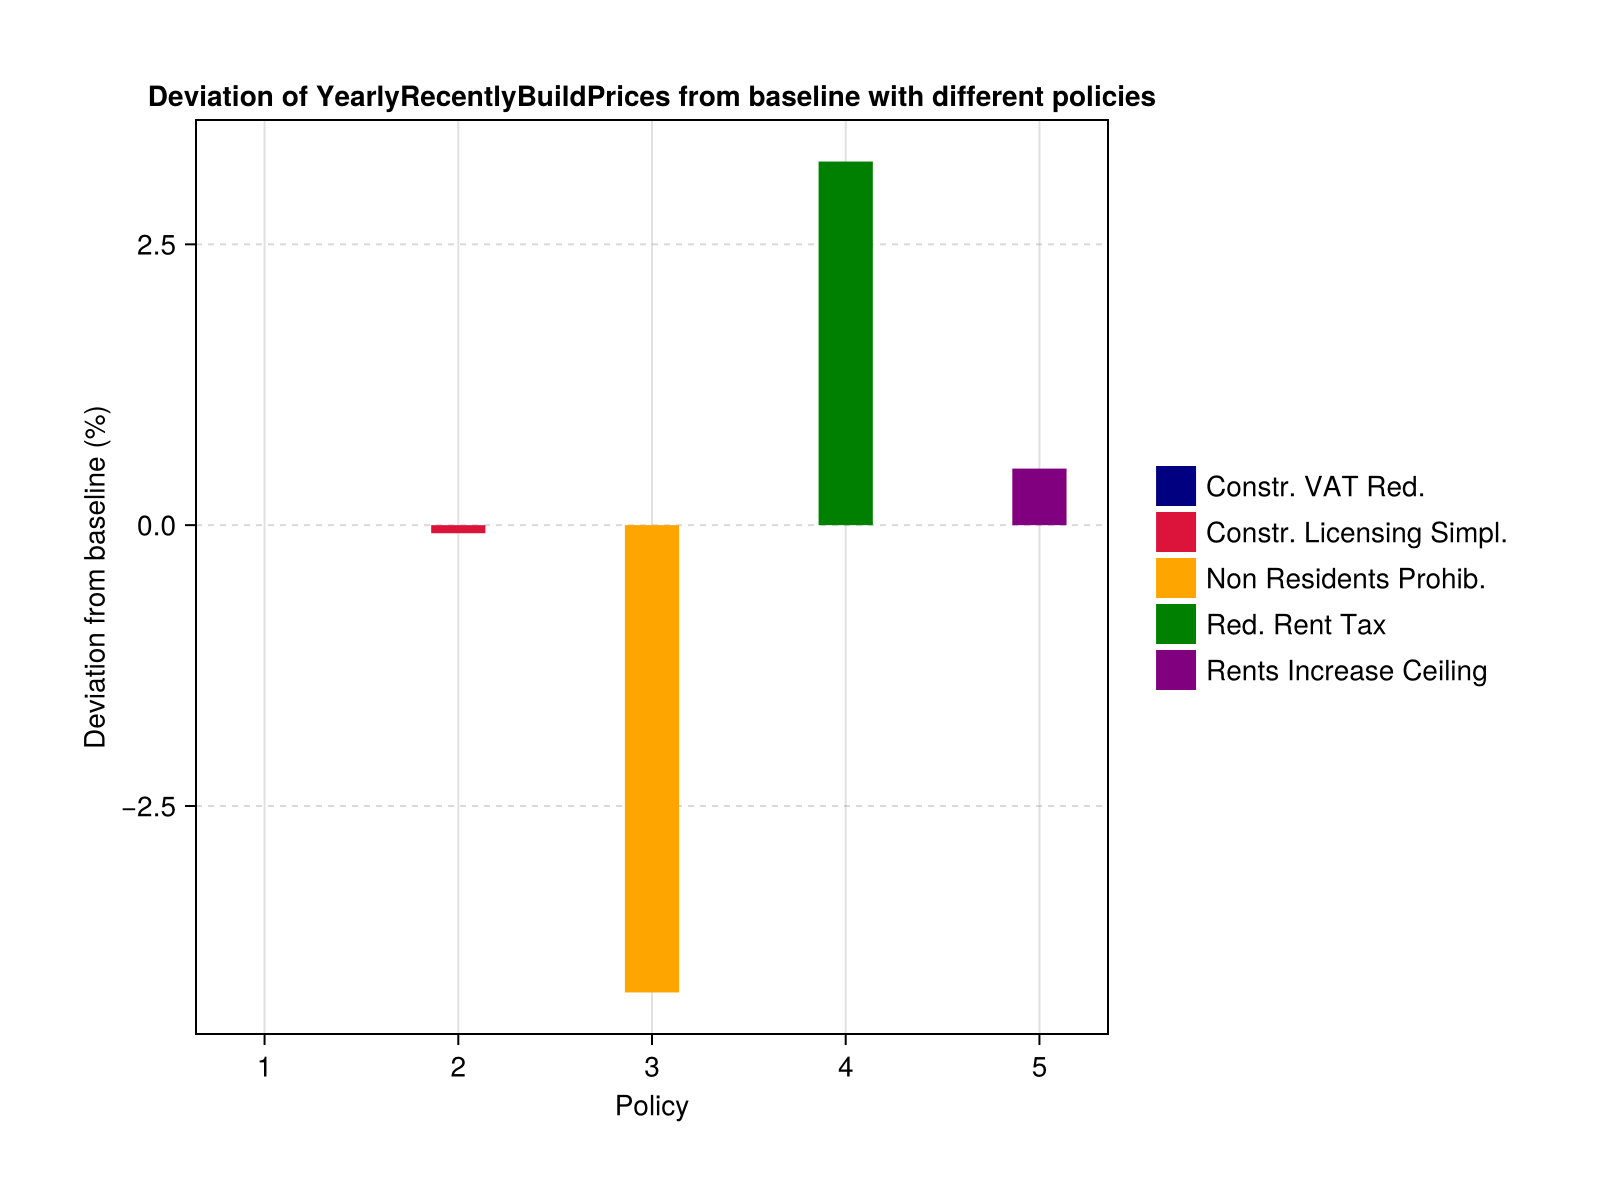 Deviation of YearlyRecentlyBuildPrices from baseline with different policies
Deviation from baseline (%)
2.5
0.0
−2.5
1 2 3 4 5
Policy
Constr. VAT Red.
Constr. Licensing Simpl.
Non Residents Prohib.
Red. Rent Tax
Rents Increase Ceiling